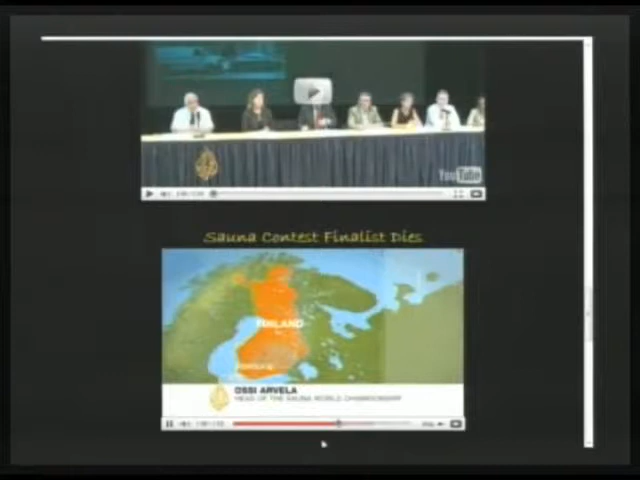 YouTube
Sauna Contest Finalist Dies
FINLAND
OSSI ARVELA
HEAD OF THE SAUNA WORLD CHAMPIONSHIP